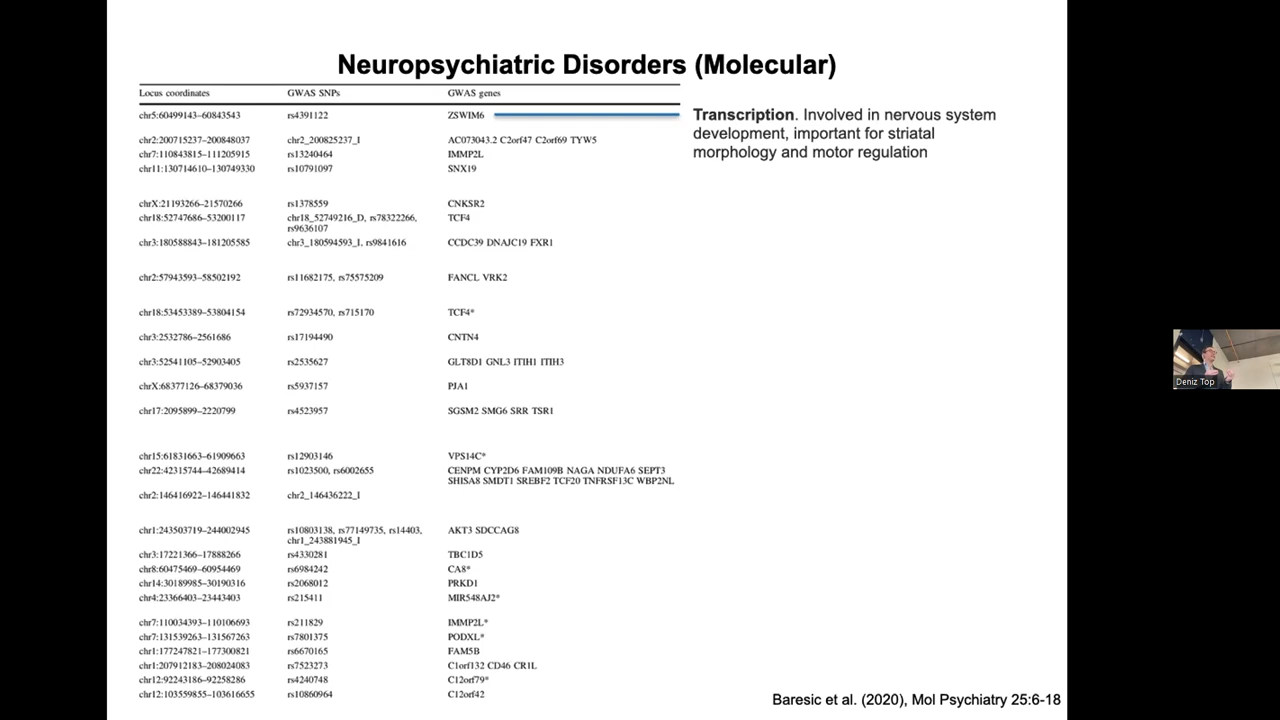 Neuropsychiatric Disorders (Molecular)
Locus coordinates GWAS SNPs GWAS genes
chr5:60499143–60843543 rs4391122 ZSWIM6
Transcription. Involved in nervous system
development, important for striatal
morphology and motor regulation
chr2:200715237–200848037 chr2_200825237_I AC073043.2 C2orf47 C2orf69 TYW5
chr7:110843815–111205915 rs13240464 IMMP2L
chr11:130714610–130749330 rs10791097 SNX19
chrX:21193266–21570266 rs1378559 CNKSR2
chr18:52747686–53200117 chr18_52749216_D, rs78322266, TCF4
rs9636107
chr3:180588843–181205585 chr3_180594593_I, rs9841616 CCDC39 DNAJC19 FXR1
chr2:57943593–58502192 rs11682175, rs75575209 FANCL VRK2
chr18:53453389–53804154 rs72934570, rs715170 TCF4*
chr3:2532786–2561686 rs17194490 CNTN4
chr3:52541105–52903405 rs2535627 GLT8D1 GNL3 ITIH1 ITIH3
chrX:68377126–68379036 rs5937157 PJA1
chr17:2095899–2220799 rs4523957 SGSM2 SMG6 SRR TSR1
chr15:61831663–61909663 rs12903146 VPS14C*
chr22:42315744–42689414 rs1023500, rs6002655 CENPM CYP2D6 FAM109B NAGA NDUFA6 SEPT3
SHISA8 SMDT1 SREBF2 TCF20 TNFRSF13C WBP2NL
chr2:146416922–146441832 chr2_146436222_I
chr1:243503719–244002945 rs10803138, rs77149735, rs14403, AKT3 SDCCAG8
chr1_243881945_I
chr3:17221366–17888266 rs4330281 TBC1D5
chr8:60475469–60954469 rs6984242 CA8*
chr14:30189985–30190316 rs2068012 PRKD1
chr4:23366403–23443403 rs215411 MIR548AJ2*
chr7:110034393–110106693 rs211829 IMMP2L*
chr7:131539263–131567263 rs7801375 PODXL*
chr1:177247821–177300821 rs6670165 FAM5B
chr1:207912183–208024083 rs7523273 C1orf132 CD46 CR1L
chr12:92243186–92258286 rs4240748 C12orf79*
chr12:103559855–103616655 rs10860964 C12orf42
Baresic et al. (2020), Mol Psychiatry 25:6-18
Deniz Top